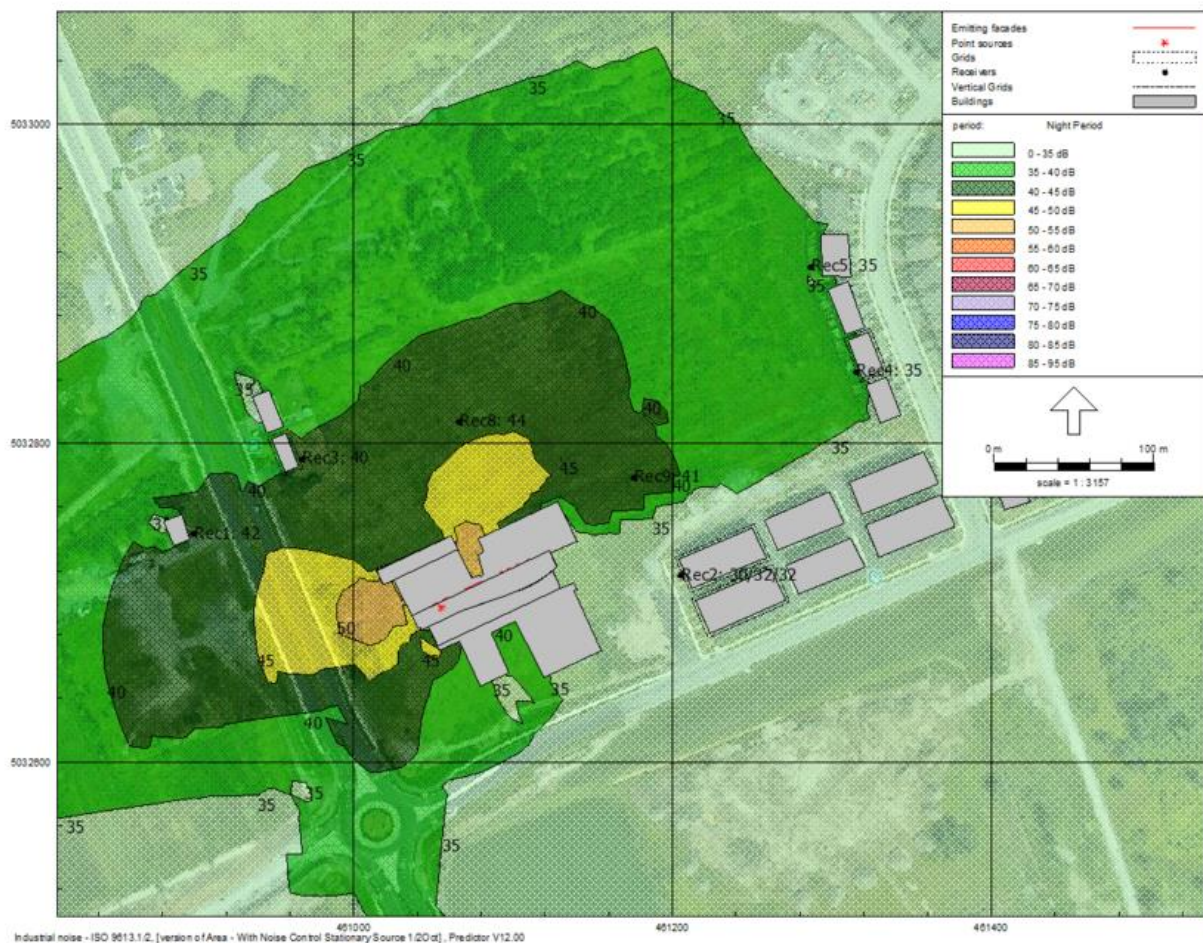 Emitting facades
Point sources
Grids
Receivers
Vertical Grids
Buildings
period: Night Period
0 - 35 dB
35 - 40 dB
40 - 45 dB
45 - 50 dB
50 - 55 dB
55 - 60 dB
60 - 65 dB
65 - 70 dB
70 - 75 dB
75 - 80 dB
80 - 85 dB
85 - 95 dB
0 m 100 m
scale = 1 : 3157
35
35
5033000
35
35
Rec5: 35
35
40
40
Rec4: 35
35
40
Rec8: 44
5032800
35
Rec3: 40
45
Rec9: 41
40
40
35
Rec1: 42
Rec2: 30/32/32
50
40
45
45
40
35
35
40
5032600
35
35
35
35
461000
461200
461400
Industrial noise - ISO 9613.1/2, [version of Area - With Noise Control Stationary Source 1/2Oct] , Predictor V12.00